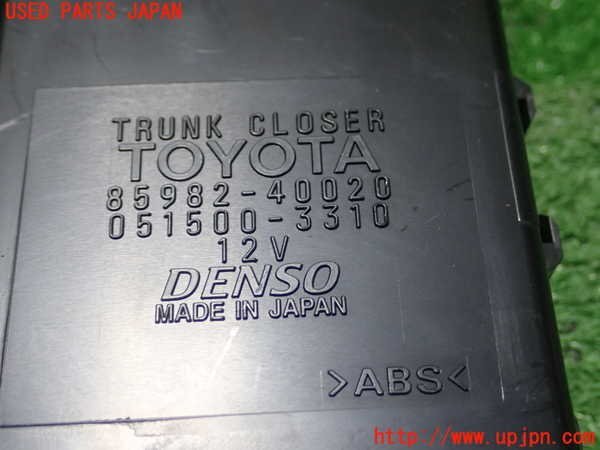 USED PARTS JAPAN
TRUNK CLOSER
TOYOTA
85982-40020
051500-3310
12V
DENSO
MADE IN JAPAN
>ABS<
http://www.upjpn.com/